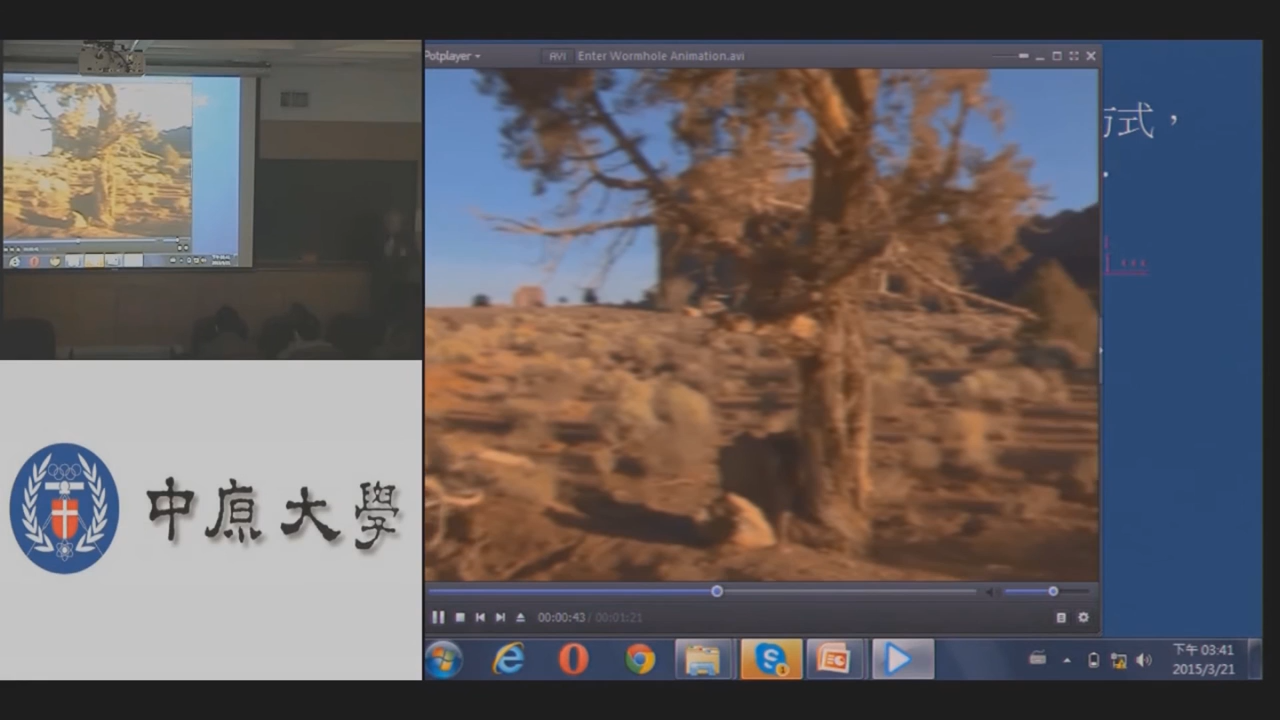 Potplayer
AVI
Enter Wormhole Animation.avi
式，
中原大學
00:00:43 / 00:01:21
下午 03:41
2015/3/21